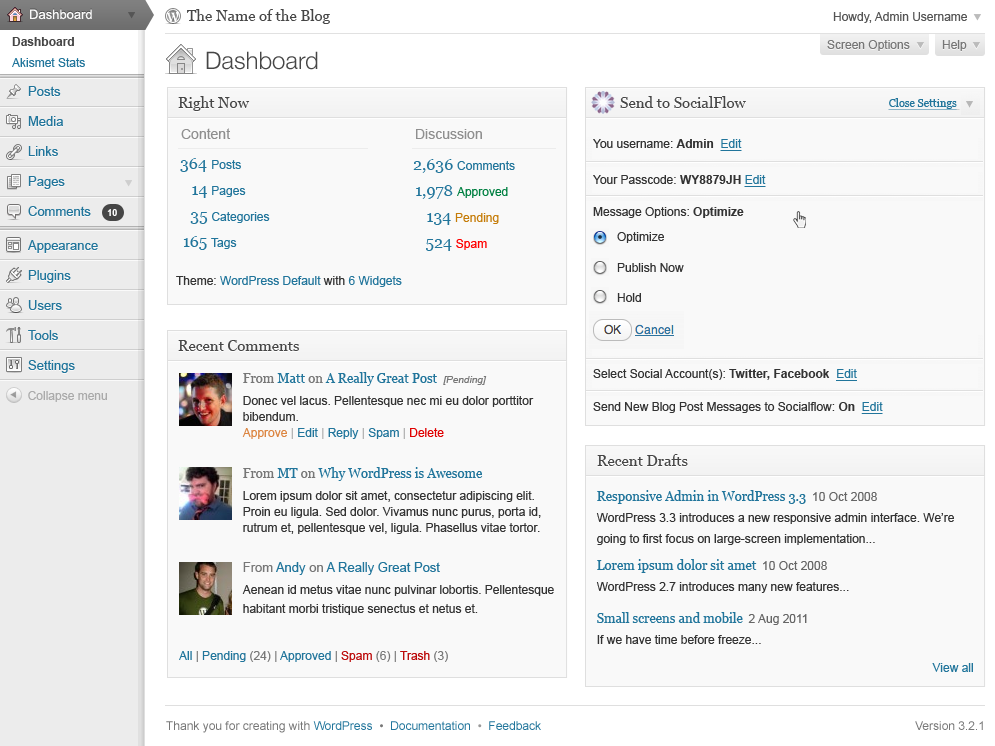 Dashboard
Dashboard
Akismet Stats
Posts
Media
Links
Pages
Comments 10
Appearance
Plugins
Users
Tools
Settings
Collapse menu
The Name of the Blog
Howdy, Admin Username
Screen Options
Help
Dashboard
Right Now
Content
364 Posts
14 Pages
35 Categories
165 Tags
Discussion
2,636 Comments
1,978 Approved
134 Pending
524 Spam
Theme: WordPress Default with 6 Widgets
Recent Comments
From Matt on A Really Great Post [Pending]
Donec vel lacus. Pellentesque nec mi eu dolor porttitor
bibendum.
Approve | Edit | Reply | Spam | Delete
From MT on Why WordPress is Awesome
Lorem ipsum dolor sit amet, consectetur adipiscing elit.
Proin eu ligula. Sed dolor. Vivamus nunc purus, porta id,
rutrum et, pellentesque vel, ligula. Phasellus vitae tortor.
From Andy on A Really Great Post
Aenean id metus vitae nunc pulvinar lobortis. Pellentesque
habitant morbi tristique senectus et netus et.
All | Pending (24) | Approved | Spam (6) | Trash (3)
Send to SocialFlow
Close Settings
You username: Admin Edit
Your Passcode: WY8879JH Edit
Message Options: Optimize
Optimize
Publish Now
Hold
OK Cancel
Select Social Account(s): Twitter, Facebook Edit
Send New Blog Post Messages to Socialflow: On Edit
Recent Drafts
Responsive Admin in WordPress 3.3 10 Oct 2008
WordPress 3.3 introduces a new responsive admin interface. We're
going to first focus on large-screen implementation...
Lorem ipsum dolor sit amet 10 Oct 2008
WordPress 2.7 introduces many new features...
Small screens and mobile 2 Aug 2011
If we have time before freeze...
View all
Thank you for creating with WordPress • Documentation • Feedback
Version 3.2.1